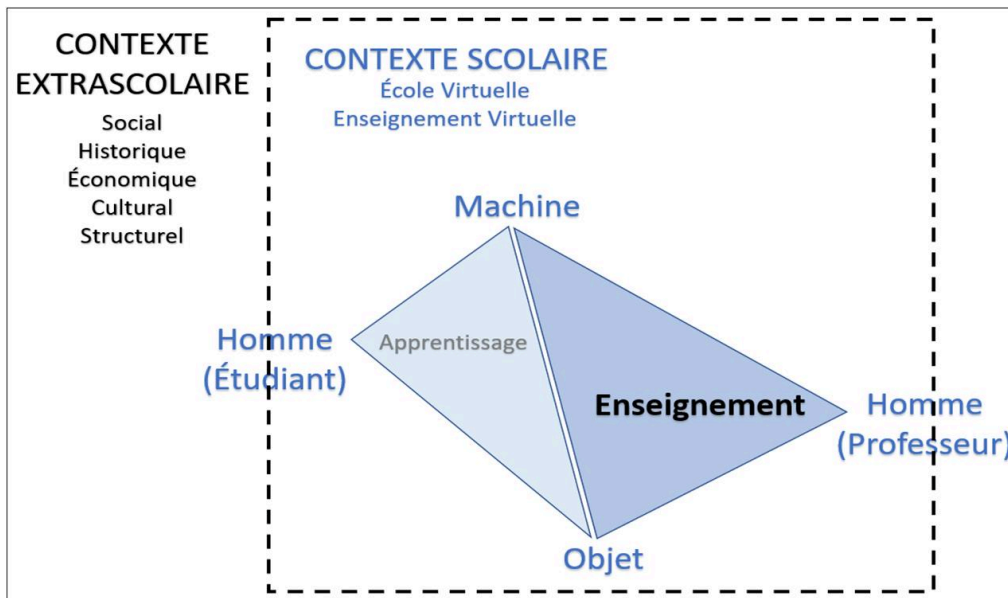 CONTEXTE
EXTRASCOLAIRE
Social
Historique
Économique
Cultural
Structurel
CONTEXTE SCOLAIRE
École Virtuelle
Enseignement Virtuelle
Machine
Homme
(Étudiant)
Apprentissage
Enseignement
Homme
(Professeur)
Objet